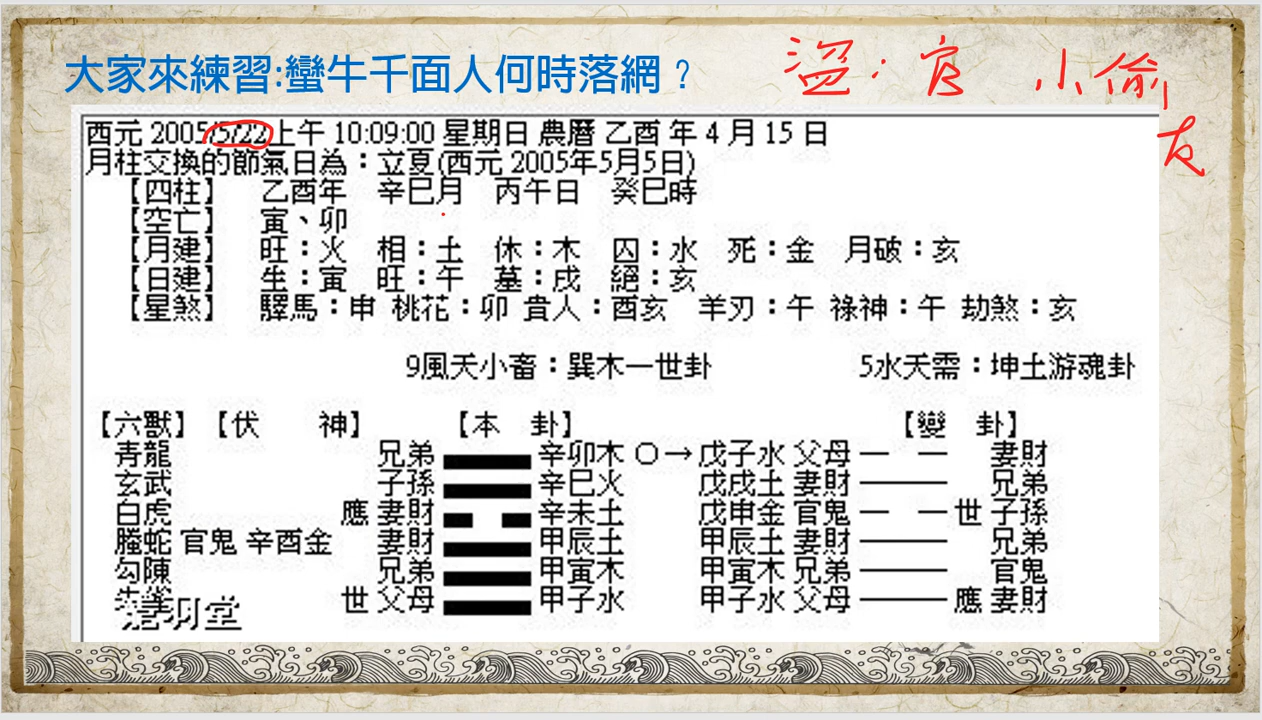 大家來練習:蠻牛千面人何時落網？
盜:官 小偷
友
西元 2005/5/22上午 10:09:00 星期日 農曆 乙酉 年 4 月 15 日
月柱交換的節氣日為：立夏(西元 2005年5月5日)
【四柱】 乙酉年 辛巳月 丙午日 癸巳時
【空亡】 寅、卯
【月建】 旺：火 相：土 休：木 囚：水 死：金 月破：亥
【日建】 生：寅 旺：午 墓：戌 絕：亥
【星煞】 驛馬：申 桃花：卯 貴人：酉亥 羊刃：午 祿神：午 劫煞：亥
9風天小畜：巽木一世卦 5水天需：坤土游魂卦
【六獸】【伏 神】 【本 卦】 【變 卦】
青龍 兄弟 辛卯木 ○→戊子水 父母 妻財
玄武 子孫 辛巳火 戊戌土 妻財 兄弟
白虎 應 妻財 辛未土 戊申金 官鬼 世 子孫
螣蛇 官鬼 辛酉金 妻財 甲辰土 甲辰土 妻財 兄弟
勾陳 兄弟 甲寅木 甲寅木 兄弟 官鬼
世 父母 甲子水 甲子水 父母 應 妻財